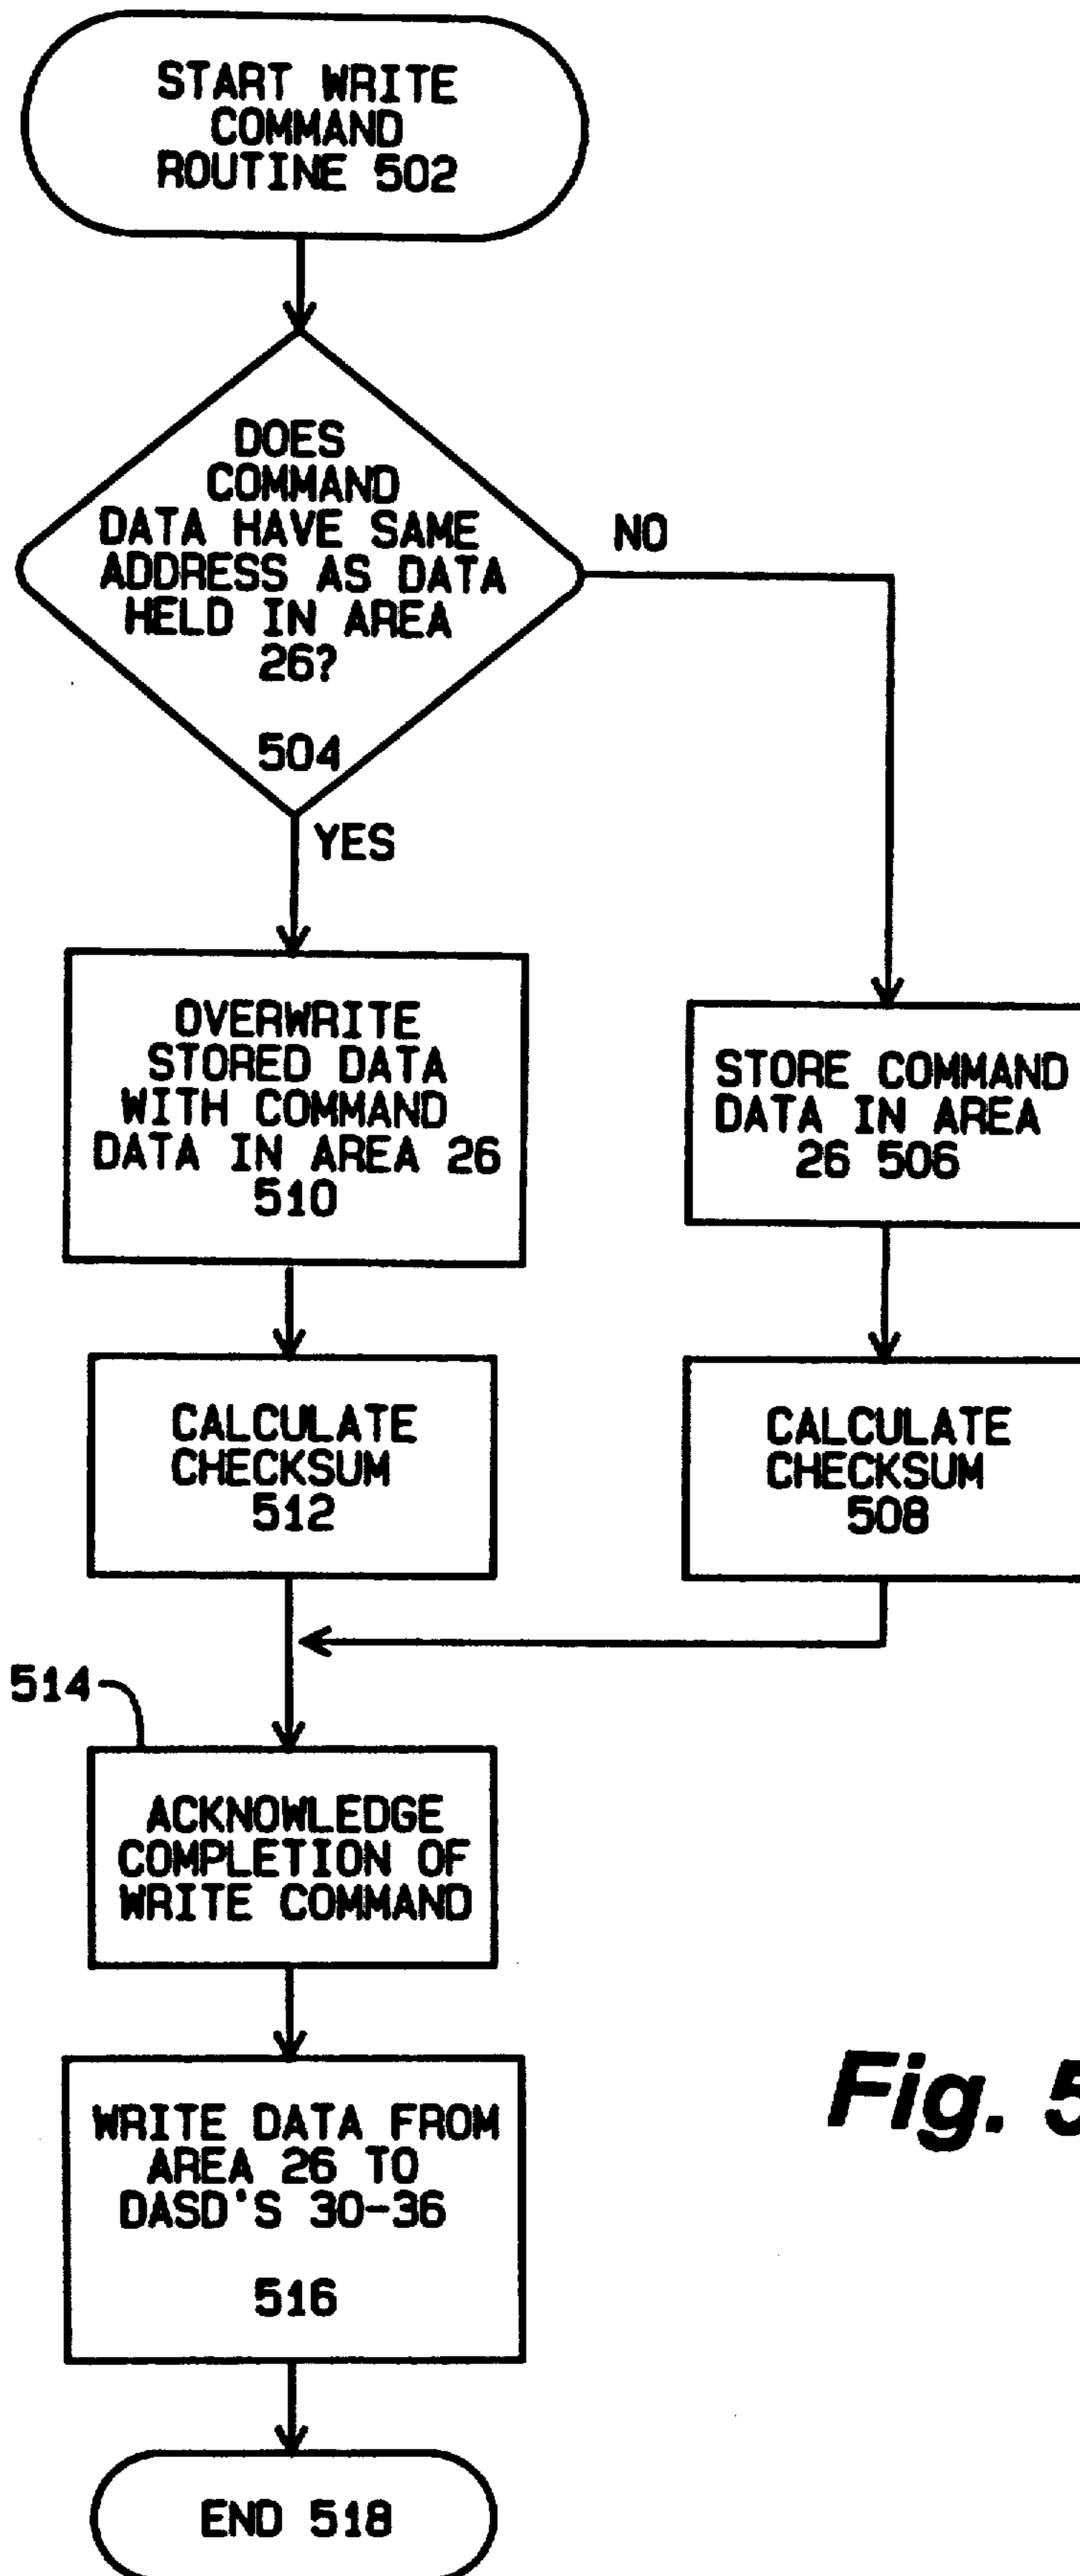 START WRITE
COMMAND
ROUTINE 502
DOES
COMMAND
DATA HAVE SAME
ADDRESS AS DATA
HELD IN AREA
26?
504
NO
YES
OVERWRITE
STORED DATA
WITH COMMAND
DATA IN AREA 26
510
STORE COMMAND
DATA IN AREA
26 506
CALCULATE
CHECKSUM
512
CALCULATE
CHECKSUM
508
514
ACKNOWLEDGE
COMPLETION OF
WRITE COMMAND
WRITE DATA FROM
AREA 26 TO
DASD'S 30-36
516
Fig. 5
END 518